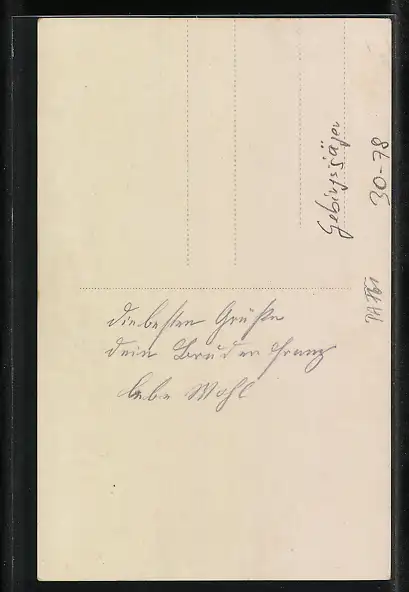 die besten Grüße
dein Bruder Franz
lebe Wohl
Gebirgsjäger
30.-78